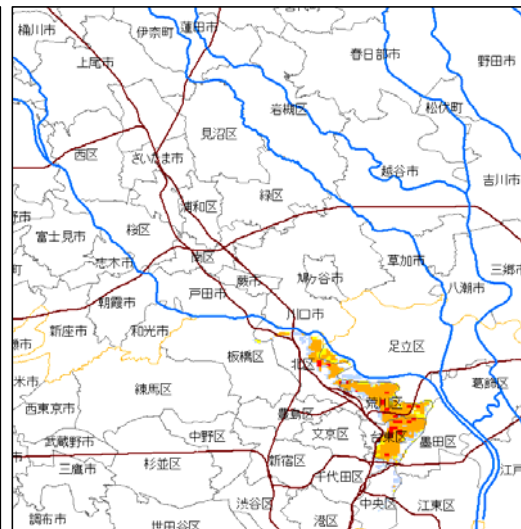 桶川市
伊奈町
蓮田市
上尾市
春日部市
野田市
岩槻区
松伏町
見沼区
西区
さいたま市
越谷市
吉川市
緑区
浦和区
桜区
富士見市
南区
草加市
三郷市
志木市
蕨市
鳩ヶ谷市
八潮市
戸田市
朝霞市
川口市
新座市
和光市
足立区
板橋区
北区
葛飾区
練馬区
荒川区
西東京市
豊島区
文京区
台東区
墨田区
中野区
武蔵野市
杉並区
新宿区
三鷹市
千代田区
江戸
渋谷区
中央区
江東区
調布市
世田谷区
港区